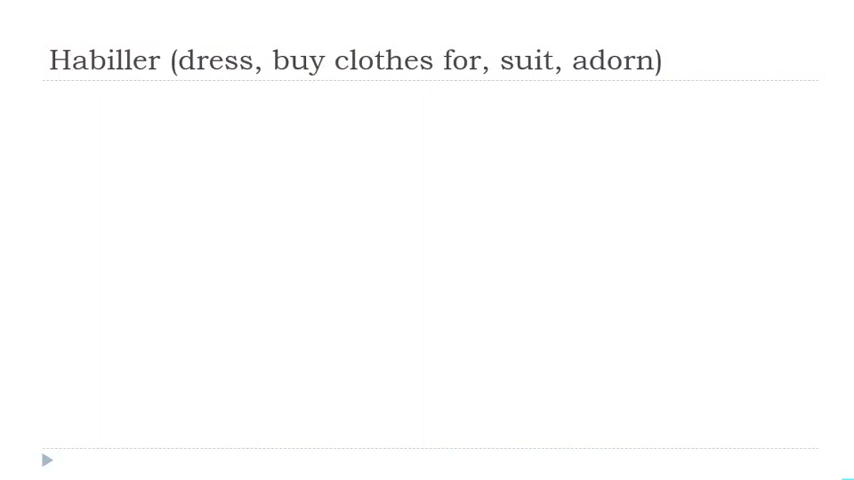 Habiller (dress, buy clothes for, suit, adorn)